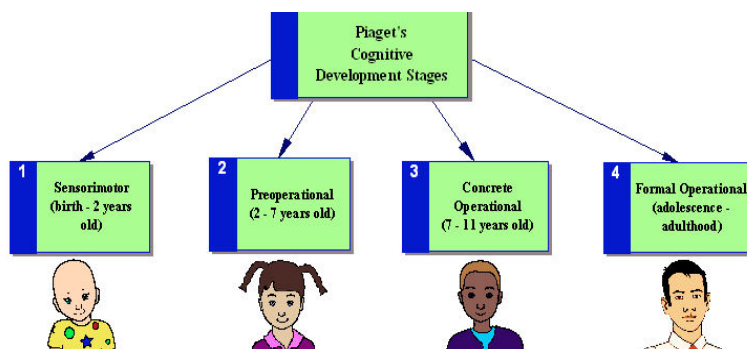 Piaget's
Cognitive
Development Stages
1
Sensorimotor
(birth - 2 years
old)
2
Preoperational
(2 - 7 years old)
3
Concrete
Operational
(7 - 11 years old)
4
Formal Operational
(adolescence -
adulthood)